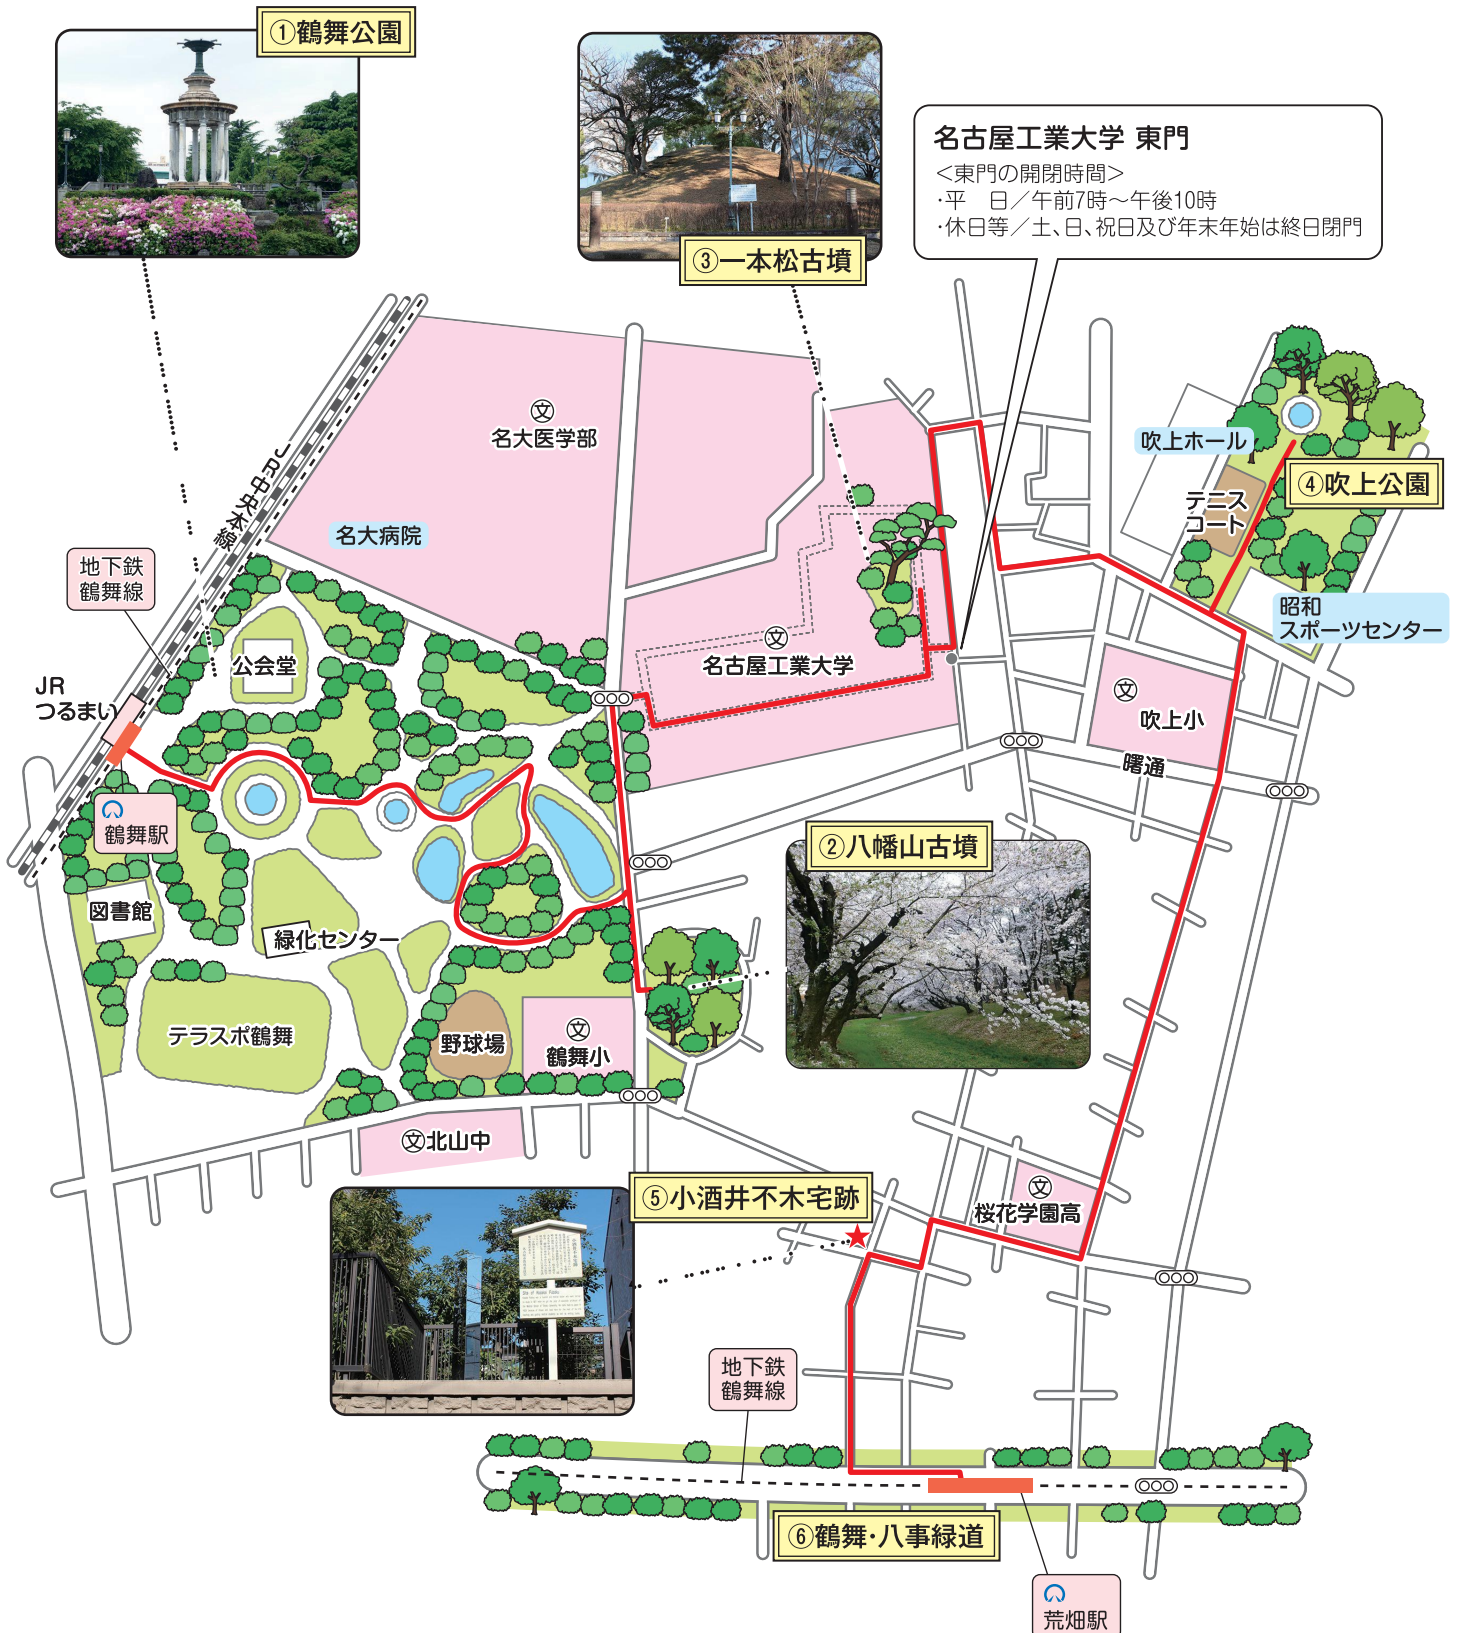 ①鶴舞公園
③一本松古墳
名古屋工業大学 東門
<東門の開閉時間>
・平　日／午前7時～午後10時
・休日等／土、日、祝日及び年末年始は終日閉門
文
名大医学部
JR中央本線
名大病院
地下鉄
鶴舞線
公会堂
JR
つるまい
文
名古屋工業大学
吹上ホール
テニス
コート
④吹上公園
昭和
スポーツセンター
文
吹上小
曙通
鶴舞駅
②八幡山古墳
図書館
緑化センター
テラスポ鶴舞
野球場
文
鶴舞小
文北山中
⑤小酒井不木宅跡
文
桜花学園高
地下鉄
鶴舞線
⑥鶴舞・八事緑道
荒畑駅